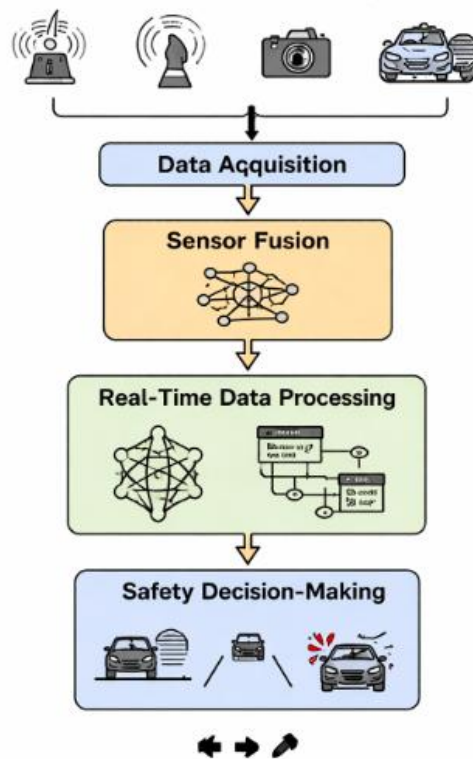 Data Acquisition
Sensor Fusion
Real-Time Data Processing
Safety Decision-Making